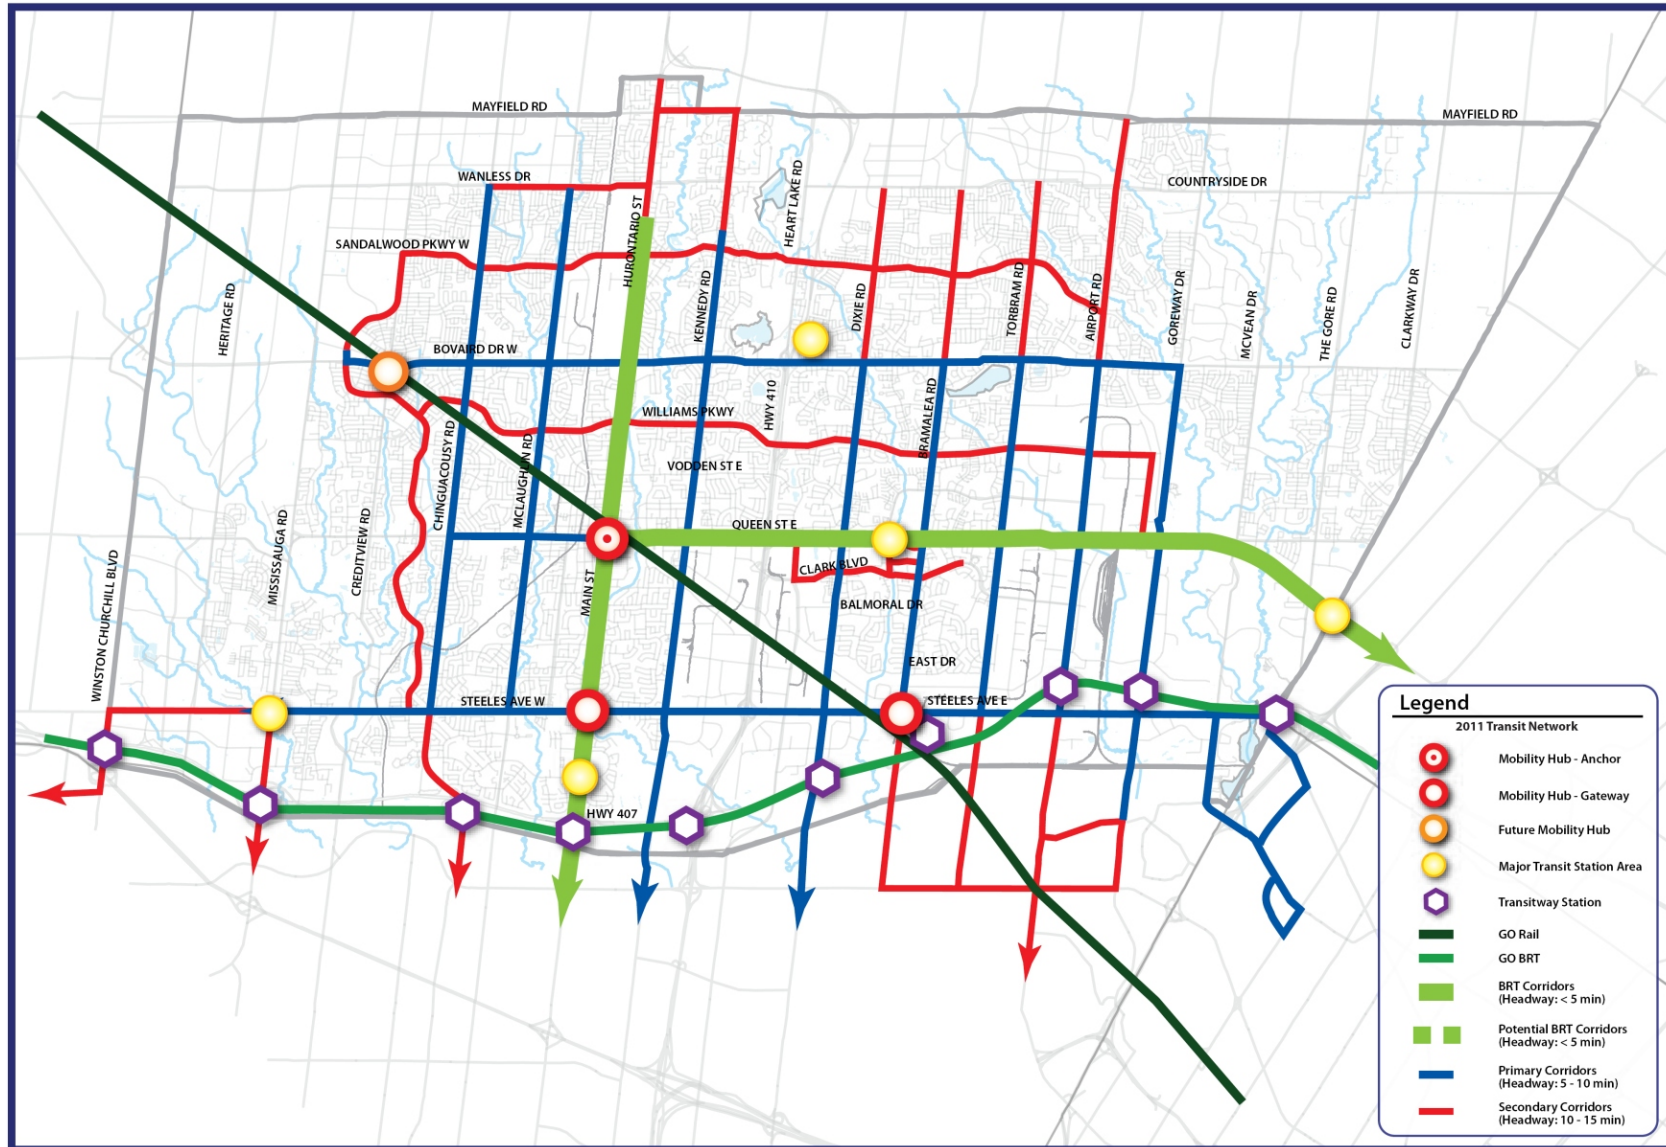 MAYFIELD RD
MAYFIELD RD
WANLESS DR
COUNTRYSIDE DR
HEART LAKE RD
HURONTARIO ST
SANDALWOOD PKWY W
HERITAGE RD
KENNEDY RD
DIXIE RD
TORBRAM RD
AIRPORT RD
GOREWAY DR
MCVEAN DR
THE GORE RD
CLARKWAY DR
BOVAIRD DR W
HWY 410
BRAMALEA RD
WILLIAMS PKWY
CHINGUACOUSY RD
MCLAUGHLIN RD
VODDEN ST E
MISSISSAUGA RD
CREDITVIEW RD
QUEEN ST E
CLARK BLVD
WINSTON CHURCHILL BLVD
MAIN ST
BALMORAL DR
EAST DR
STEELES AVE W
STEELES AVE E
HWY 407
Legend
2011 Transit Network
Mobility Hub - Anchor
Mobility Hub - Gateway
Future Mobility Hub
Major Transit Station Area
Transitway Station
GO Rail
GO BRT
BRT Corridors
(Headway: < 5 min)
Potential BRT Corridors
(Headway: < 5 min)
Primary Corridors
(Headway: 5 - 10 min)
Secondary Corridors
(Headway: 10 - 15 min)